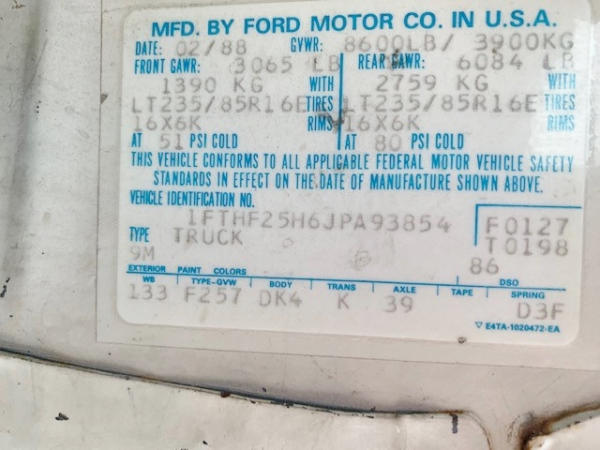 MFD. BY FORD MOTOR CO. IN U.S.A.
DATE: 02/88 GVWR: 8600LB/ 3900KG
FRONT GAWR: 3065 LB REAR GAWR: 6084 LB
1390 KG WITH 2759 KG WITH
LT235/85R16E TIRES LT235/85R16E TIRES
16X6K RIMS 16X6K RIMS
AT 51 PSI COLD AT 80 PSI COLD
THIS VEHICLE CONFORMS TO ALL APPLICABLE FEDERAL MOTOR VEHICLE SAFETY
STANDARDS IN EFFECT ON THE DATE OF MANUFACTURE SHOWN ABOVE.
VEHICLE IDENTIFICATION NO.
1FTHF25H6JPA93854 F0127
TYPE TRUCK T0198
9M 86
EXTERIOR PAINT COLORS DSO
WB TYPE-GVW BODY TRANS AXLE TAPE SPRING
133 F257 DK4 K 39 D3F
E4TA-1020472-EA